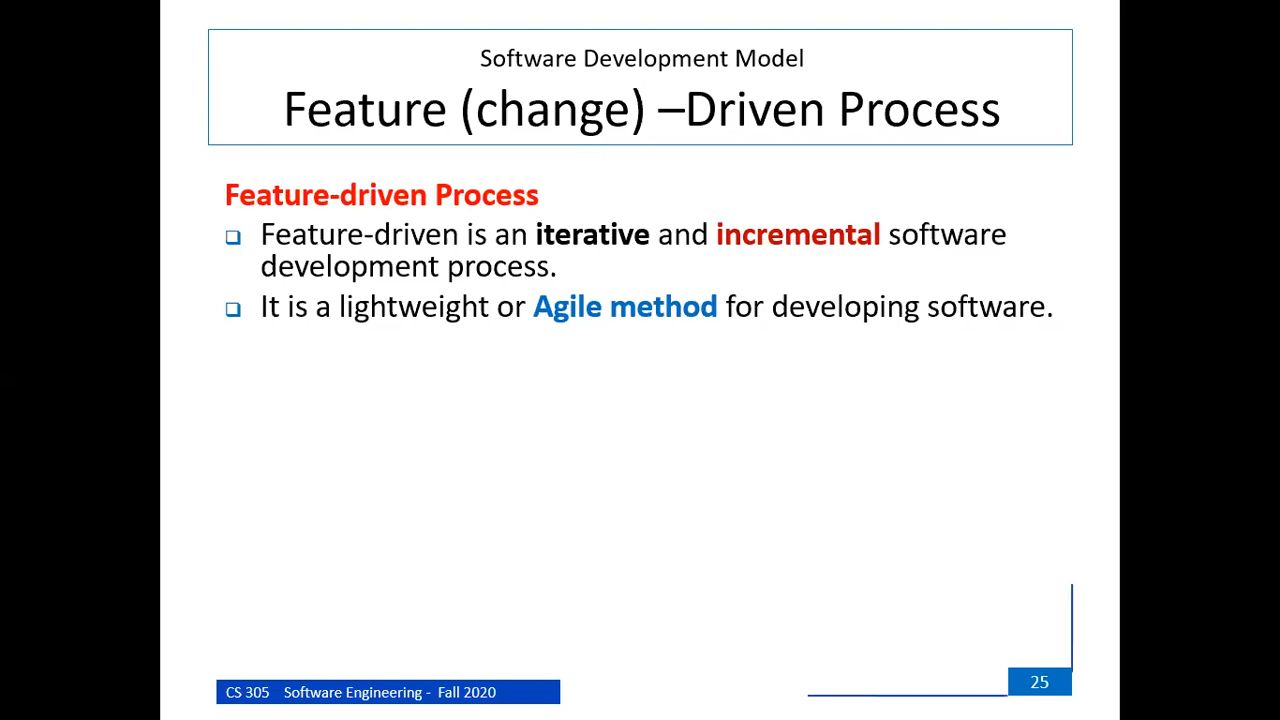 Software Development Model
Feature (change) –Driven Process
Feature-driven Process
❑ Feature-driven is an iterative and incremental software
development process.
❑ It is a lightweight or Agile method for developing software.
CS 305 Software Engineering - Fall 2020
25